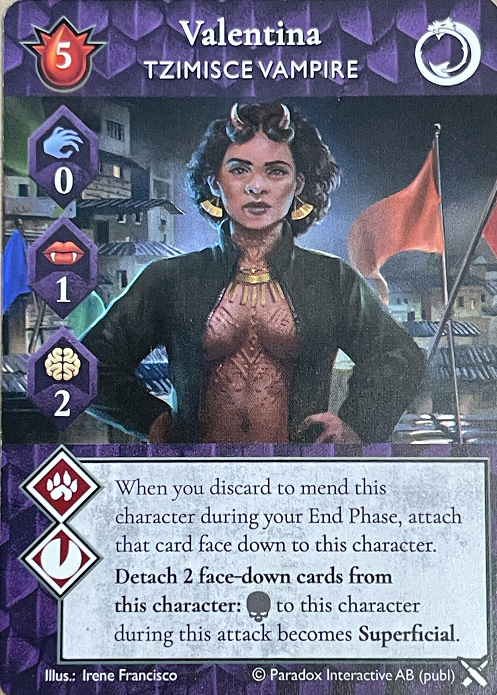 5
Valentina
TZIMISCE VAMPIRE
0
1
2
When you discard to mend this
character during your End Phase, attach
that card face down to this character.
Detach 2 face-down cards from
this character: to this character
during this attack becomes Superficial.
Illus.: Irene Francisco
© Paradox Interactive AB (publ)